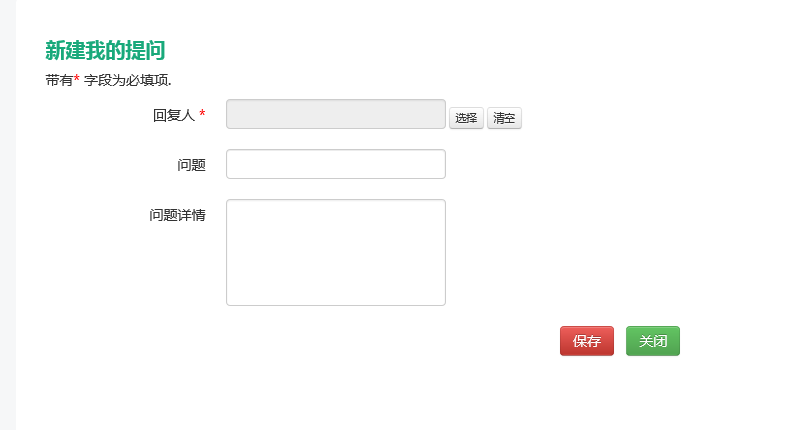 新建我的提问
带有* 字段为必填项.
回复人 * 选择 清空
问题
问题详情
保存 关闭